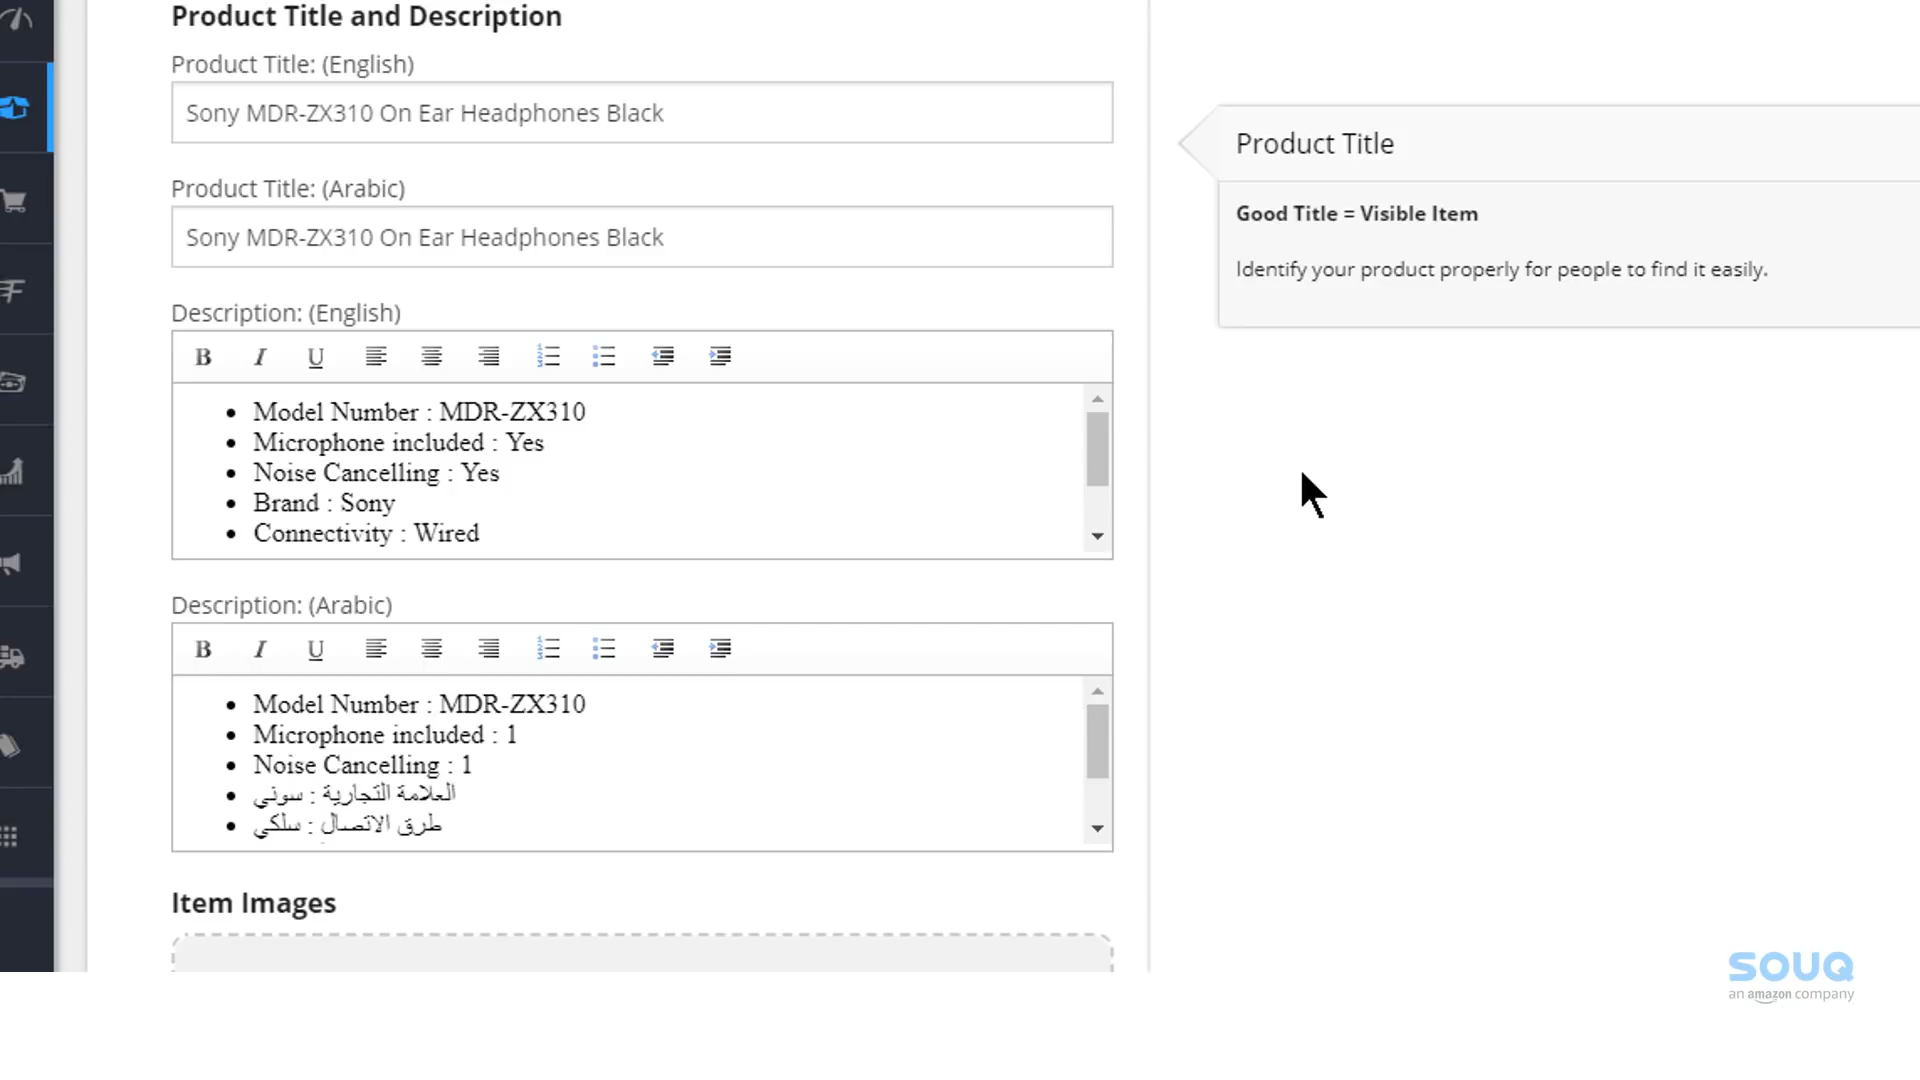 Product Title and Description
Product Title: (English)
Sony MDR-ZX310 On Ear Headphones Black
Product Title: (Arabic)
Sony MDR-ZX310 On Ear Headphones Black
Description: (English)
B I U
Model Number : MDR-ZX310
Microphone included : Yes
Noise Cancelling : Yes
Brand : Sony
Connectivity : Wired
Description: (Arabic)
B I U
Model Number : MDR-ZX310
Microphone included : 1
Noise Cancelling : 1
العلامة التجارية : سوني
طرق الاتصال : سلكي
Item Images
Product Title
Good Title = Visible Item
Identify your product properly for people to find it easily.
SOUQ
an amazon company